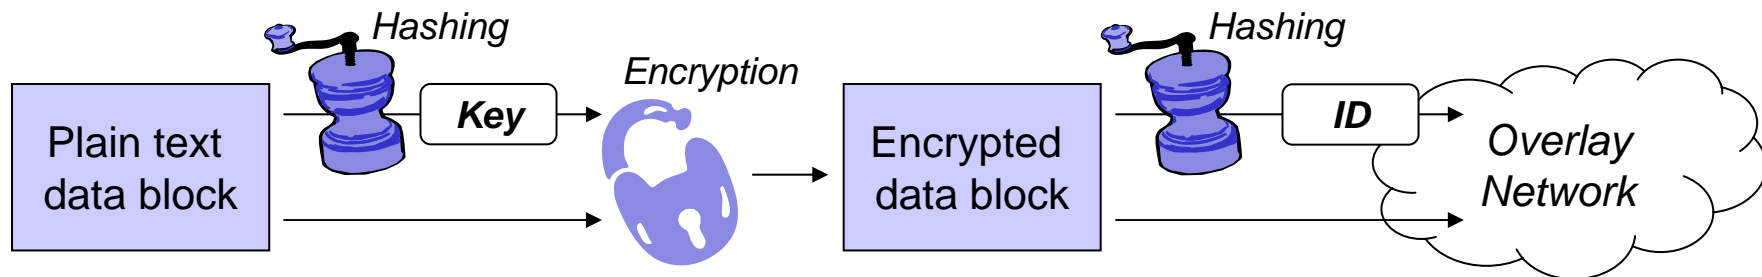 Plain text
data block
Hashing
Key
Encryption
Encrypted
data block
Hashing
ID
Overlay
Network